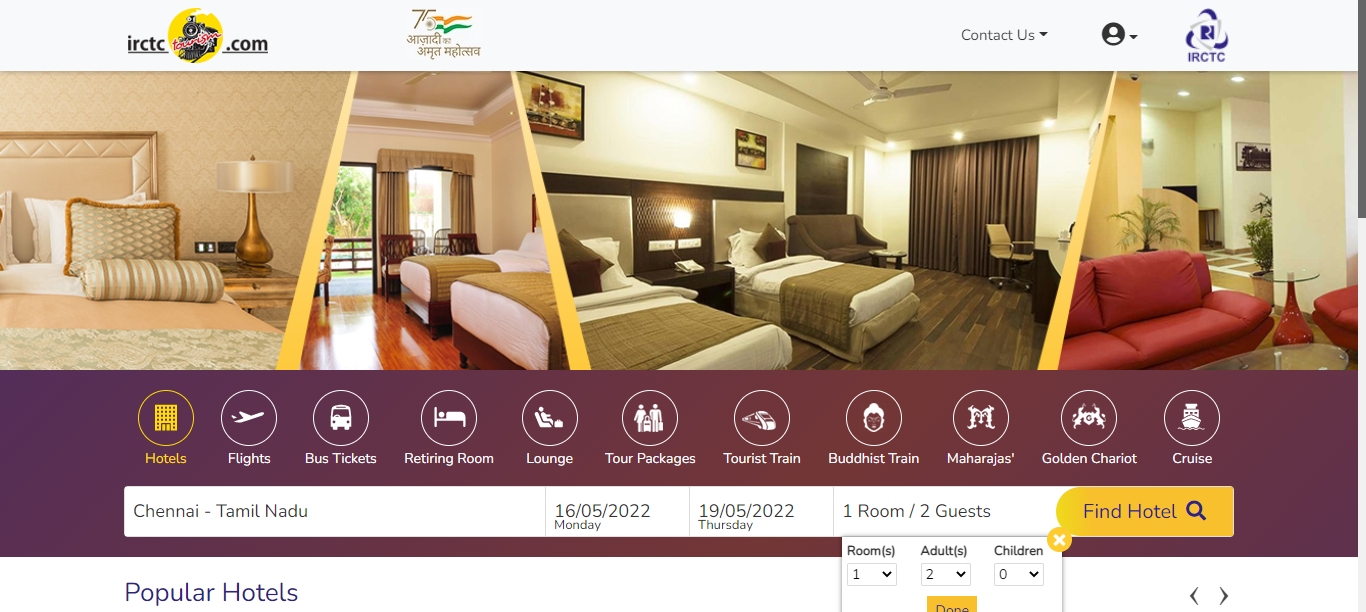 irctc tourism .com
75
आज़ादी का
अमृत महोत्सव
Contact Us
IRCTC
Hotels
Flights
Bus Tickets
Retiring Room
Lounge
Tour Packages
Tourist Train
Buddhist Train
Maharajas'
Golden Chariot
Cruise
Chennai - Tamil Nadu
16/05/2022
Monday
19/05/2022
Thursday
1 Room / 2 Guests
Find Hotel
Room(s)
Adult(s)
Children
1
2
0
Done
Popular Hotels